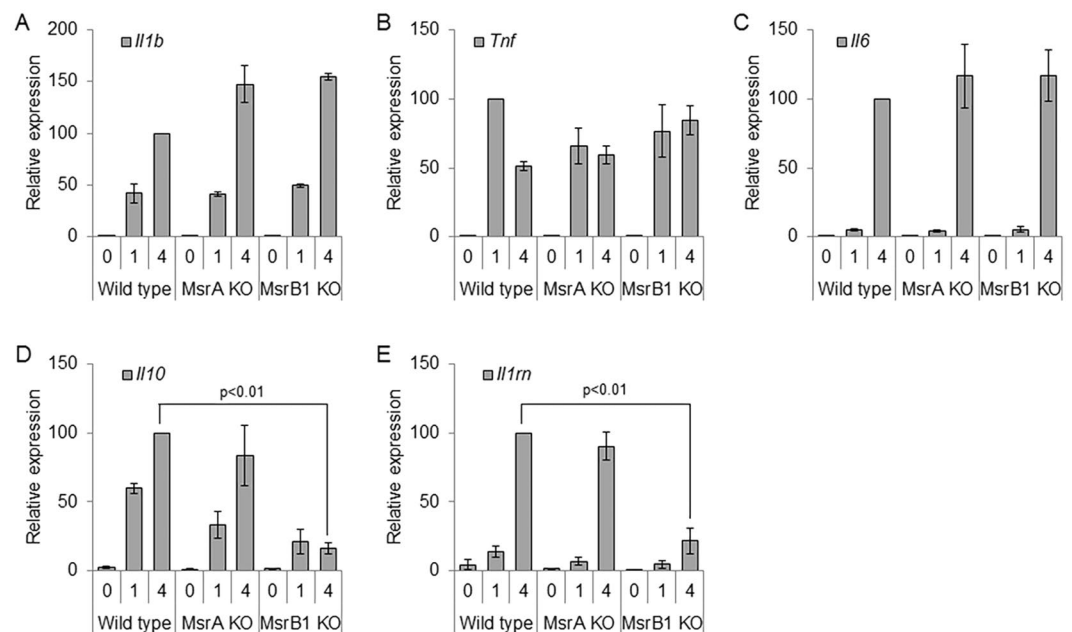 A
Il1b
Relative expression
200
150
100
50
0
0 1 4 0 1 4 0 1 4
Wild type MsrA KO MsrB1 KO
B
Tnf
Relative expression
150
100
50
0
0 1 4 0 1 4 0 1 4
Wild type MsrA KO MsrB1 KO
C
Il6
Relative expression
150
100
50
0
0 1 4 0 1 4 0 1 4
Wild type MsrA KO MsrB1 KO
D
Il10
p<0.01
Relative expression
150
100
50
0
0 1 4 0 1 4 0 1 4
Wild type MsrA KO MsrB1 KO
E
Il1rn
p<0.01
Relative expression
150
100
50
0
0 1 4 0 1 4 0 1 4
Wild type MsrA KO MsrB1 KO